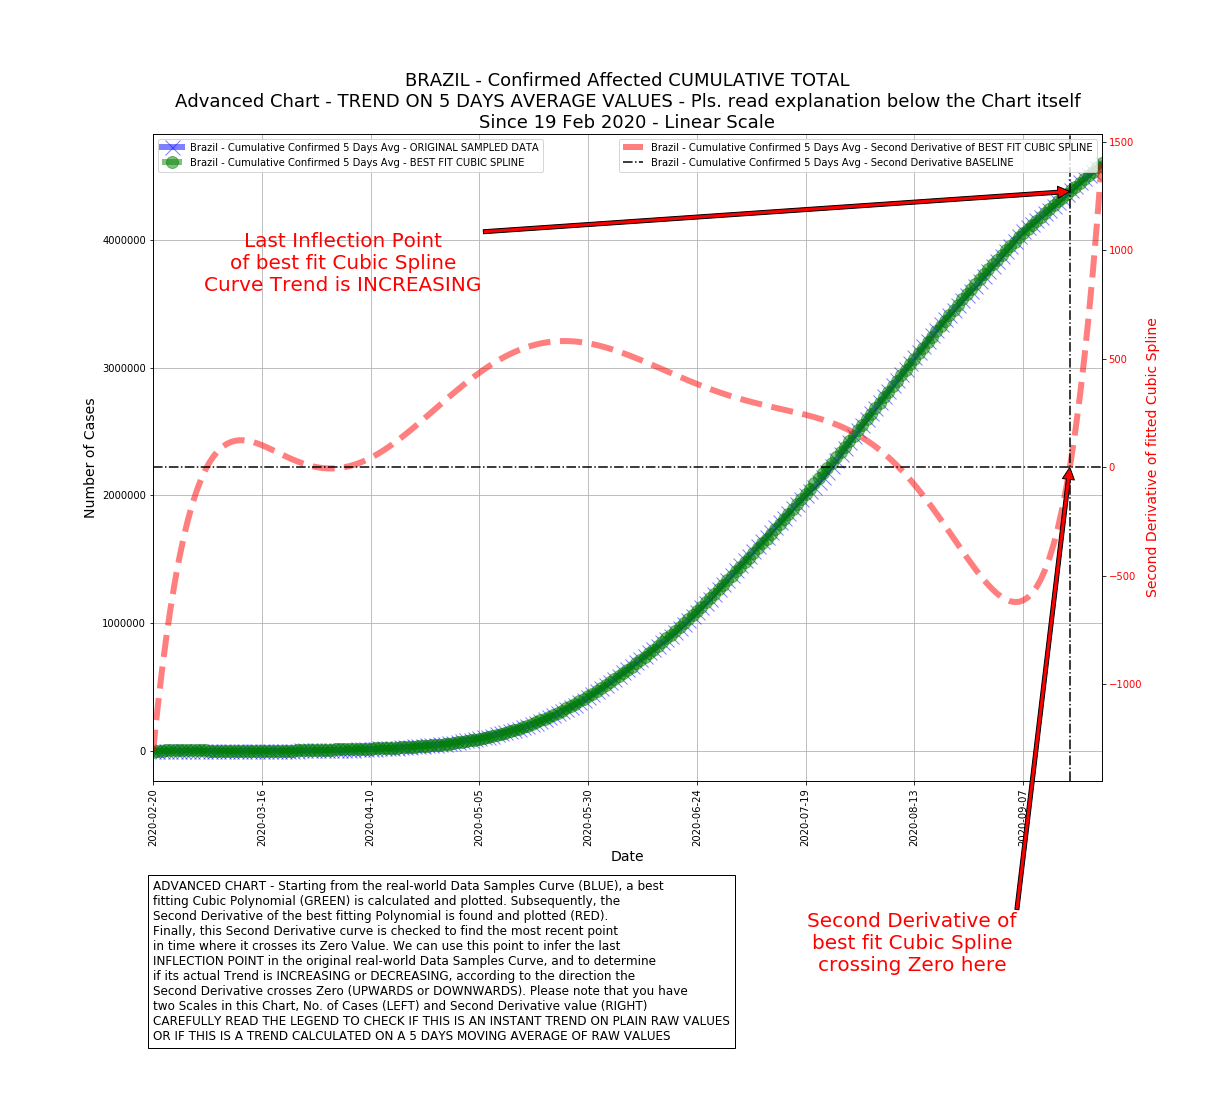 BRAZIL - Confirmed Affected CUMULATIVE TOTAL
Advanced Chart - TREND ON 5 DAYS AVERAGE VALUES - Pls. read explanation below the Chart itself
Since 19 Feb 2020 - Linear Scale
Brazil - Cumulative Confirmed 5 Days Avg - ORIGINAL SAMPLED DATA
Brazil - Cumulative Confirmed 5 Days Avg - BEST FIT CUBIC SPLINE
Brazil - Cumulative Confirmed 5 Days Avg - Second Derivative of BEST FIT CUBIC SPLINE
Brazil - Cumulative Confirmed 5 Days Avg - Second Derivative BASELINE
Last Inflection Point
of best fit Cubic Spline
Curve Trend is INCREASING
Number of Cases
4000000
3000000
2000000
1000000
0
1500
1000
500
0
−500
−1000
Second Derivative of fitted Cubic Spline
2020-02-20
2020-03-16
2020-04-10
2020-05-05
2020-05-30
2020-06-24
2020-07-19
2020-08-13
2020-09-07
Date
ADVANCED CHART - Starting from the real-world Data Samples Curve (BLUE), a best
fitting Cubic Polynomial (GREEN) is calculated and plotted. Subsequently, the
Second Derivative of the best fitting Polynomial is found and plotted (RED).
Finally, this Second Derivative curve is checked to find the most recent point
in time where it crosses its Zero Value. We can use this point to infer the last
INFLECTION POINT in the original real-world Data Samples Curve, and to determine
if its actual Trend is INCREASING or DECREASING, according to the direction the
Second Derivative crosses Zero (UPWARDS or DOWNWARDS). Please note that you have
two Scales in this Chart, No. of Cases (LEFT) and Second Derivative value (RIGHT)
CAREFULLY READ THE LEGEND TO CHECK IF THIS IS AN INSTANT TREND ON PLAIN RAW VALUES
OR IF THIS IS A TREND CALCULATED ON A 5 DAYS MOVING AVERAGE OF RAW VALUES
Second Derivative of
best fit Cubic Spline
crossing Zero here